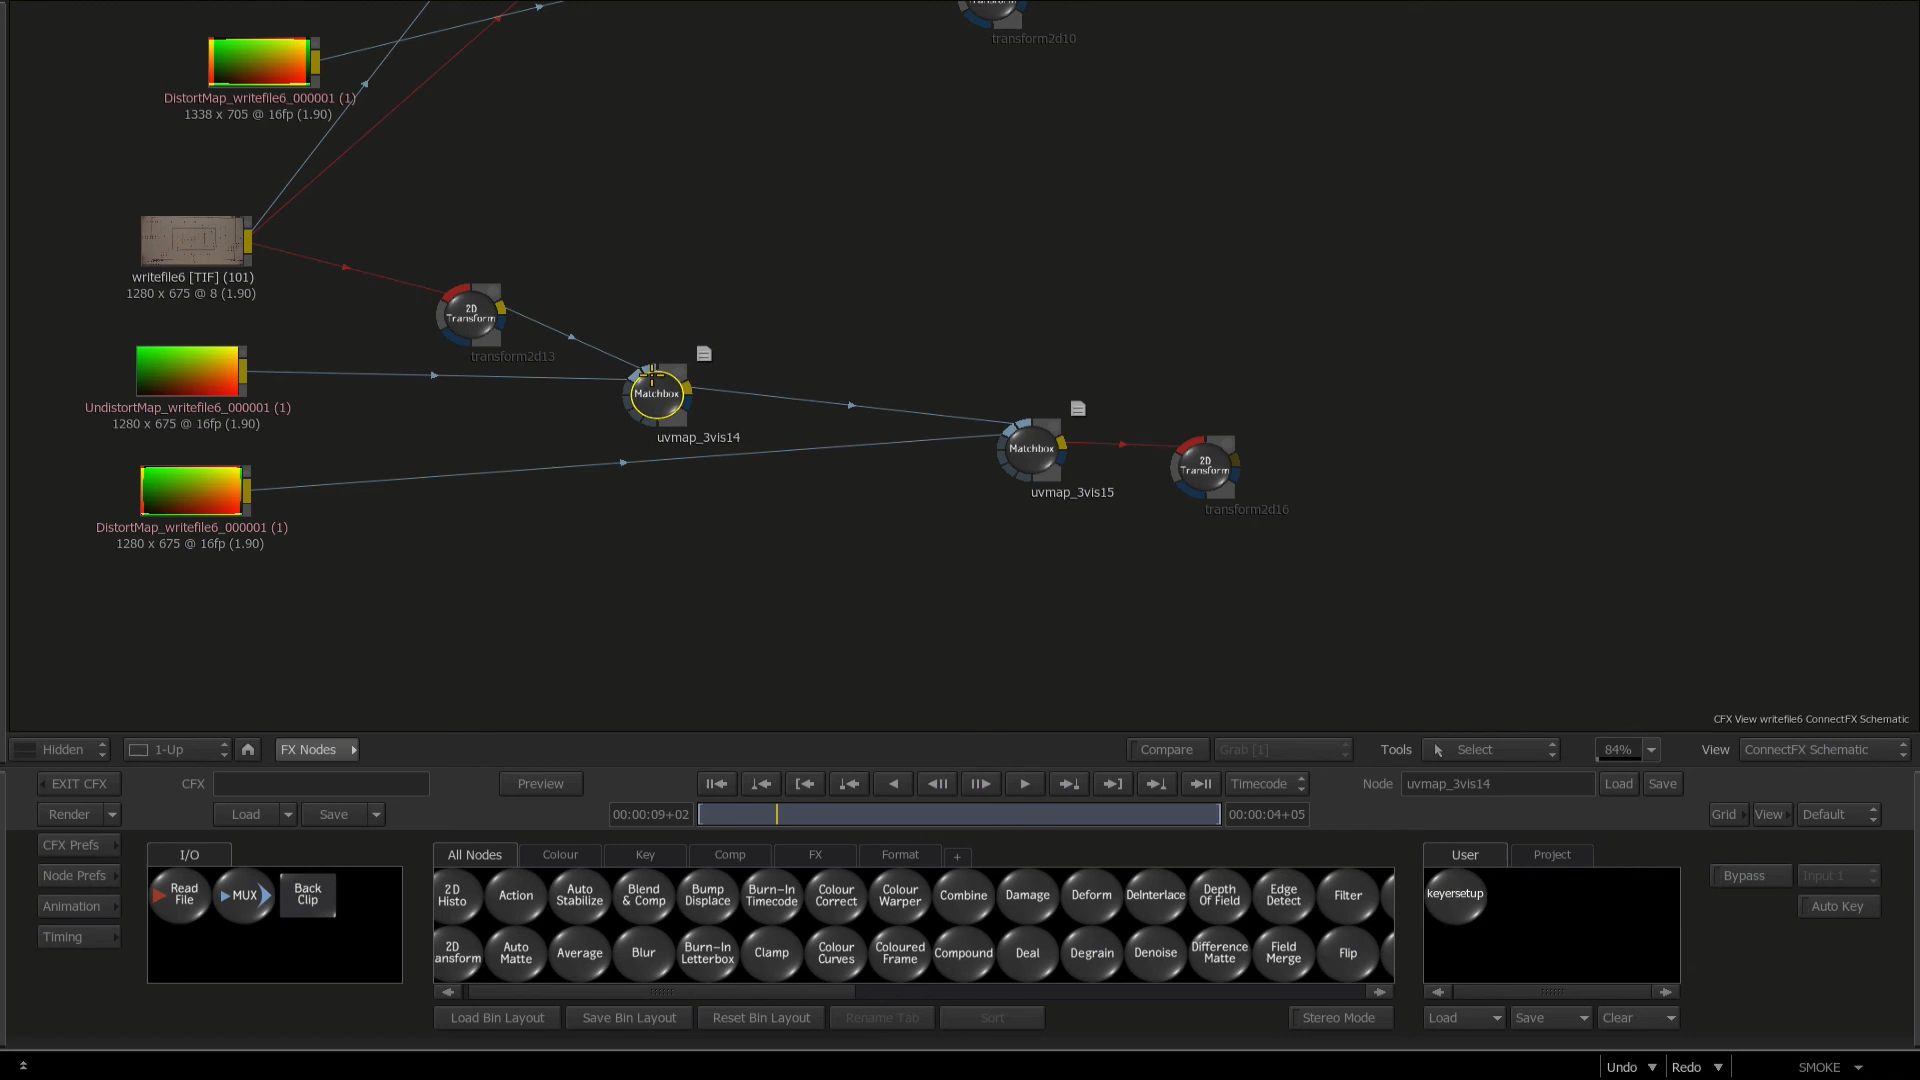 Transform
transform2d10
DistortMap_writefile6_000001 (1)
1338 x 705 @ 16fp (1.90)
writefile6 [TIF] (101)
1280 x 675 @ 8 (1.90)
2D
Transform
transform2d13
UndistortMap_writefile6_000001 (1)
1280 x 675 @ 16fp (1.90)
Matchbox
uvmap_3vis14
Matchbox
uvmap_3vis15
2D
Transform
transform2d16
DistortMap_writefile6_000001 (1)
1280 x 675 @ 16fp (1.90)
CFX View writefile6 ConnectFX Schematic
Hidden 1-Up FX Nodes Compare Grab [1] Tools Select 84% View ConnectFX Schematic
EXIT CFX CFX Preview Timecode Node uvmap_3vis14 Load Save
Render Load Save 00:00:09+02 00:00:04+05 Grid View Default
CFX Prefs I/O All Nodes Colour Key Comp FX Format + User Project
Node Prefs Bypass Input 1
Animation Auto Key
Timing
Read
File
MUX
Back
Clip
2D
Histo
Action
Auto
Stabilize
Blend
& Comp
Bump
Displace
Burn-In
Timecode
Colour
Correct
Colour
Warper
Combine
Damage
Deform
DeInterlace
Depth
Of Field
Edge
Detect
Filter
keyersetup
2D
ansform
Auto
Matte
Average
Blur
Burn-In
Letterbox
Clamp
Colour
Curves
Coloured
Frame
Compound
Deal
Degrain
Denoise
Difference
Matte
Field
Merge
Flip
Load Bin Layout Save Bin Layout Reset Bin Layout Rename Tab Sort Stereo Mode Load Save Clear
Undo Redo SMOKE